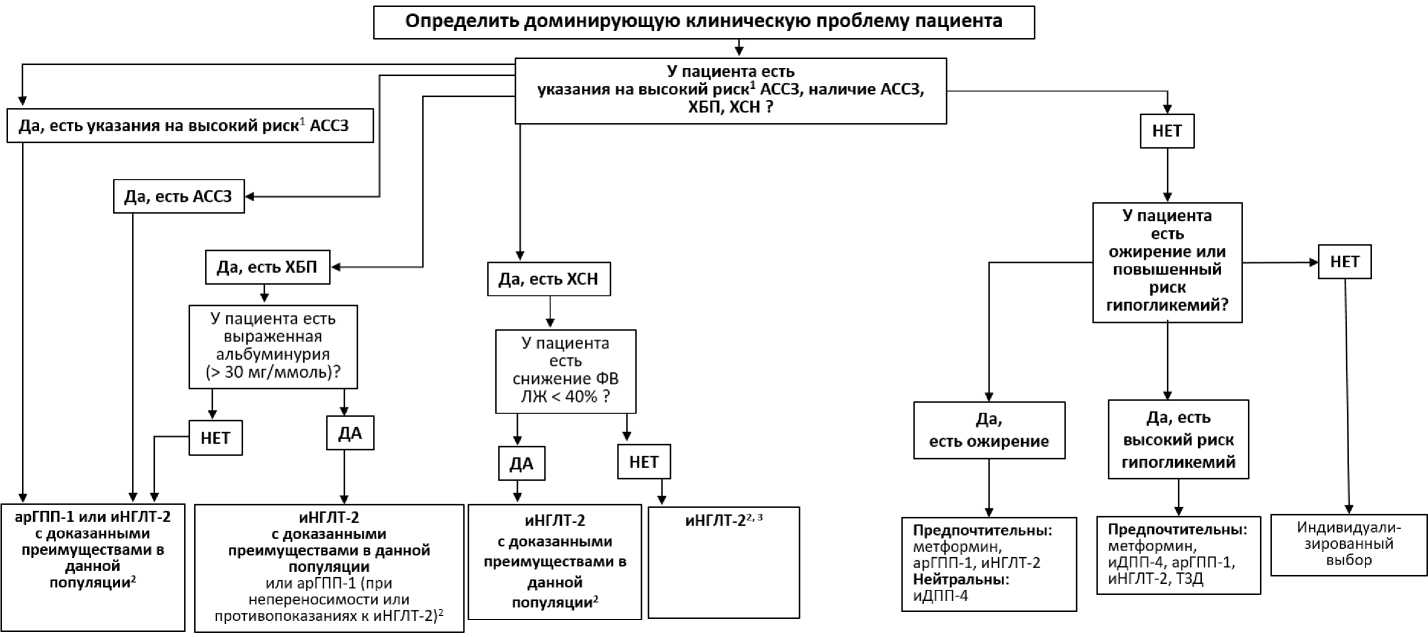 Определить доминирующую клиническую проблему пациента
У пациента есть
указания на высокий риск¹ АССЗ, наличие АССЗ,
ХБП, ХСН ?
Да, есть указания на высокий риск¹ АССЗ
НЕТ
Да, есть АССЗ
У пациента
есть
ожирение или
повышенный
риск
гипогликемий?
НЕТ
Да, есть ХБП
Да, есть ХСН
У пациента есть
выраженная
альбуминурия
(> 30 мг/ммоль)?
У пациента
есть
снижение ФВ
ЛЖ < 40% ?
НЕТ
ДА
ДА
НЕТ
Да,
есть ожирение
Да, есть
высокий риск
гипогликемий
арГПП-1 или иНГЛТ-2
с доказанными
преимуществами в
данной
популяции²
иНГЛТ-2
с доказанными
преимуществами в данной
популяции
или арГПП-1 (при
непереносимости или
противопоказаниях к иНГЛТ-2)²
иНГЛТ-2
с доказанными
преимуществами в
данной
популяции²
иНГЛТ-2²,³
Предпочтительны:
метформин,
арГПП-1, иНГЛТ-2
Нейтральны:
иДПП-4
Предпочтительны:
метформин,
иДПП-4, арГПП-1,
иНГЛТ-2, ТЗД
Индивидуали-
зированный
выбор